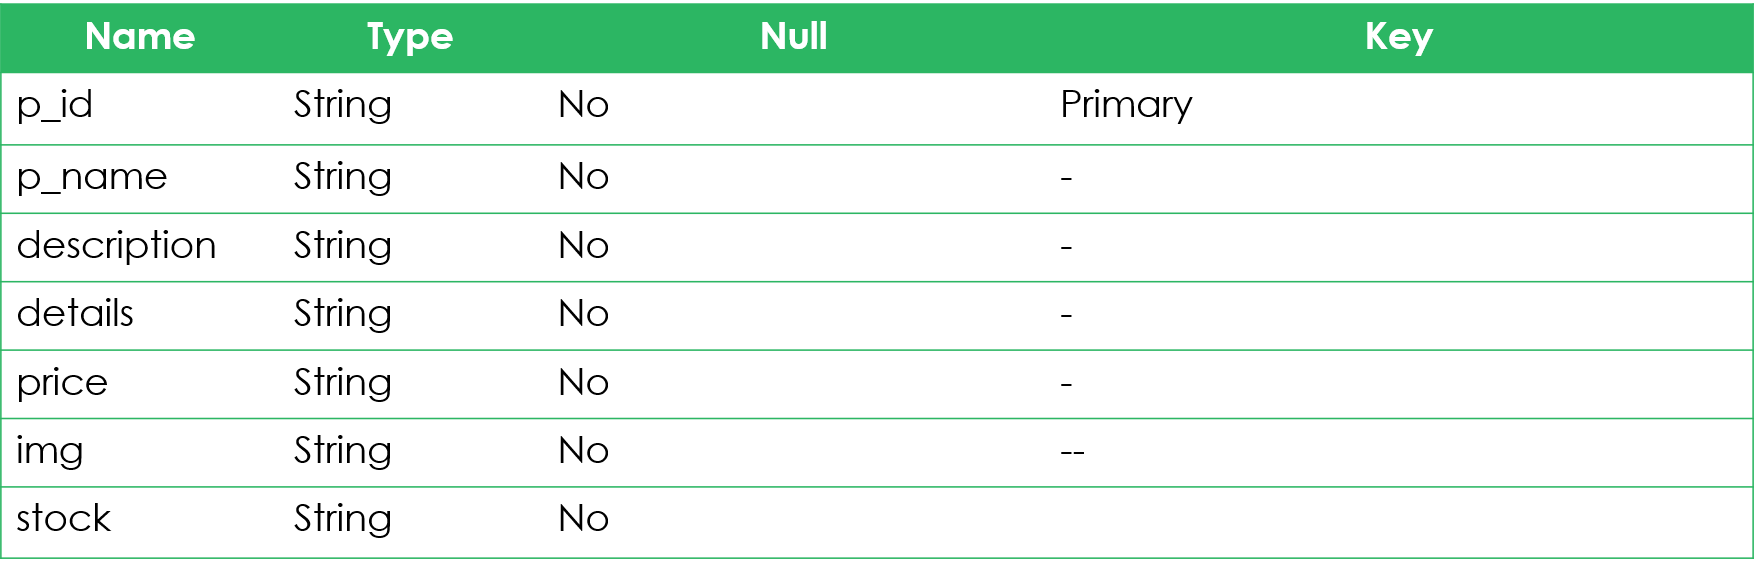 Name Type Null Key
p_id String No Primary
p_name String No -
description String No -
details String No -
price String No -
img String No --
stock String No